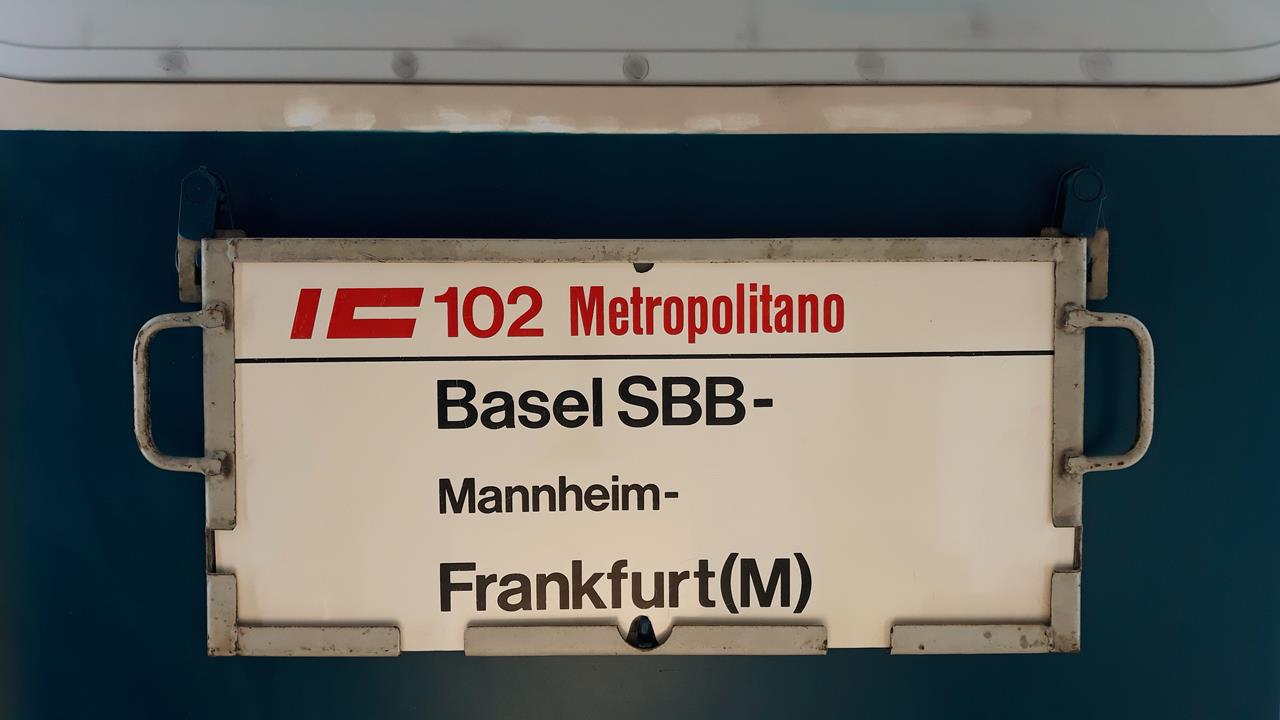 IC 102 Metropolitano
Basel SBB-
Mannheim-
Frankfurt(M)